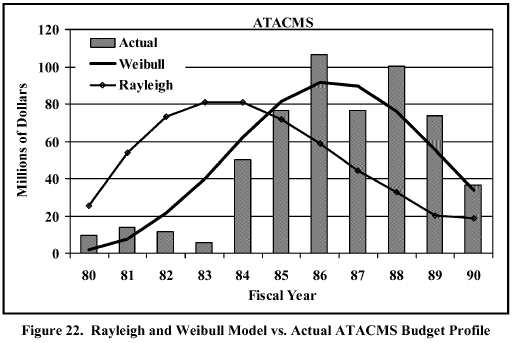 ATACMS
120
100
80
60
40
20
0
Millions of Dollars
Actual
Weibull
Rayleigh
80 81 82 83 84 85 86 87 88 89 90
Fiscal Year
Figure 22. Rayleigh and Weibull Model vs. Actual ATACMS Budget Profile